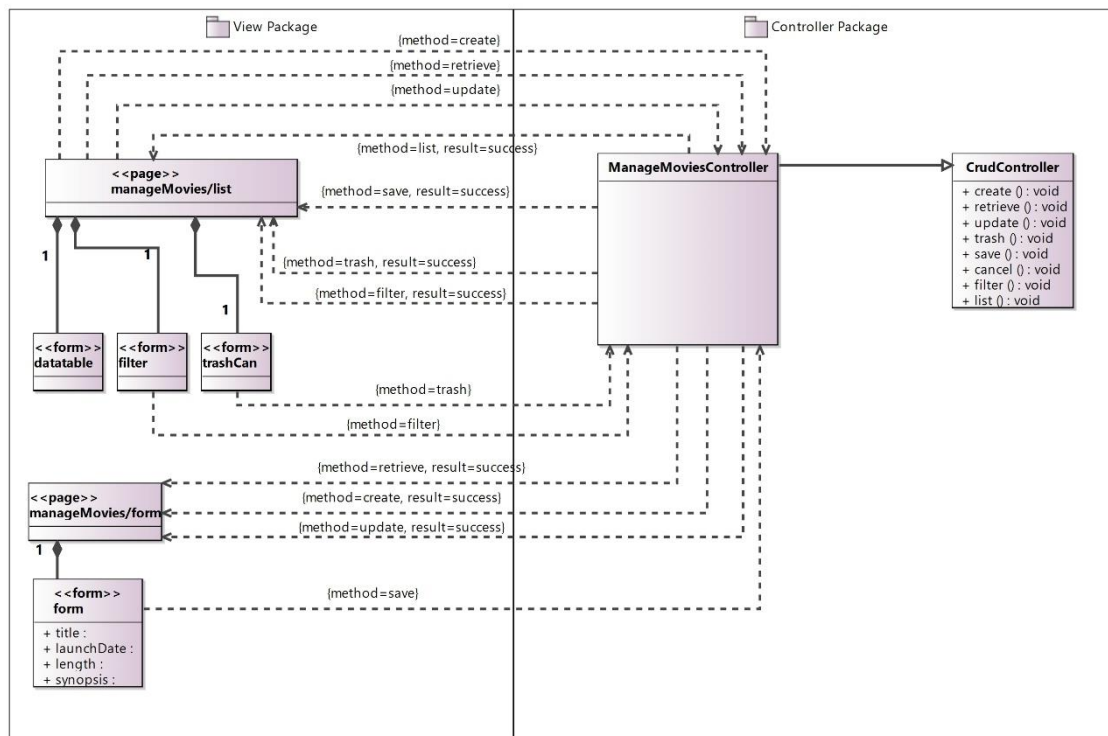 View Package
Controller Package
{method=create}
{method=retrieve}
{method=update}
{method=list, result=success}
<<page>>
manageMovies/list
ManageMoviesController
CrudController
+ create () : void
+ retrieve () : void
+ update () : void
+ trash () : void
+ save () : void
+ cancel () : void
+ filter () : void
+ list () : void
{method=save, result=success}
1
1
{method=trash, result=success}
{method=filter, result=success}
1
<<form>>
datatable
<<form>>
filter
<<form>>
trashCan
{method=trash}
{method=filter}
{method=retrieve, result=success}
<<page>>
manageMovies/form
{method=create, result=success}
{method=update, result=success}
1
<<form>>
form
+ title :
+ launchDate :
+ length :
+ synopsis :
{method=save}